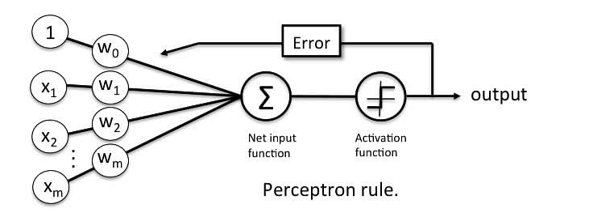 1
w0
Error
x1
w1
Σ
output
x2
w2
Net input
function
Activation
function
⋮
wm
xm
Perceptron rule.